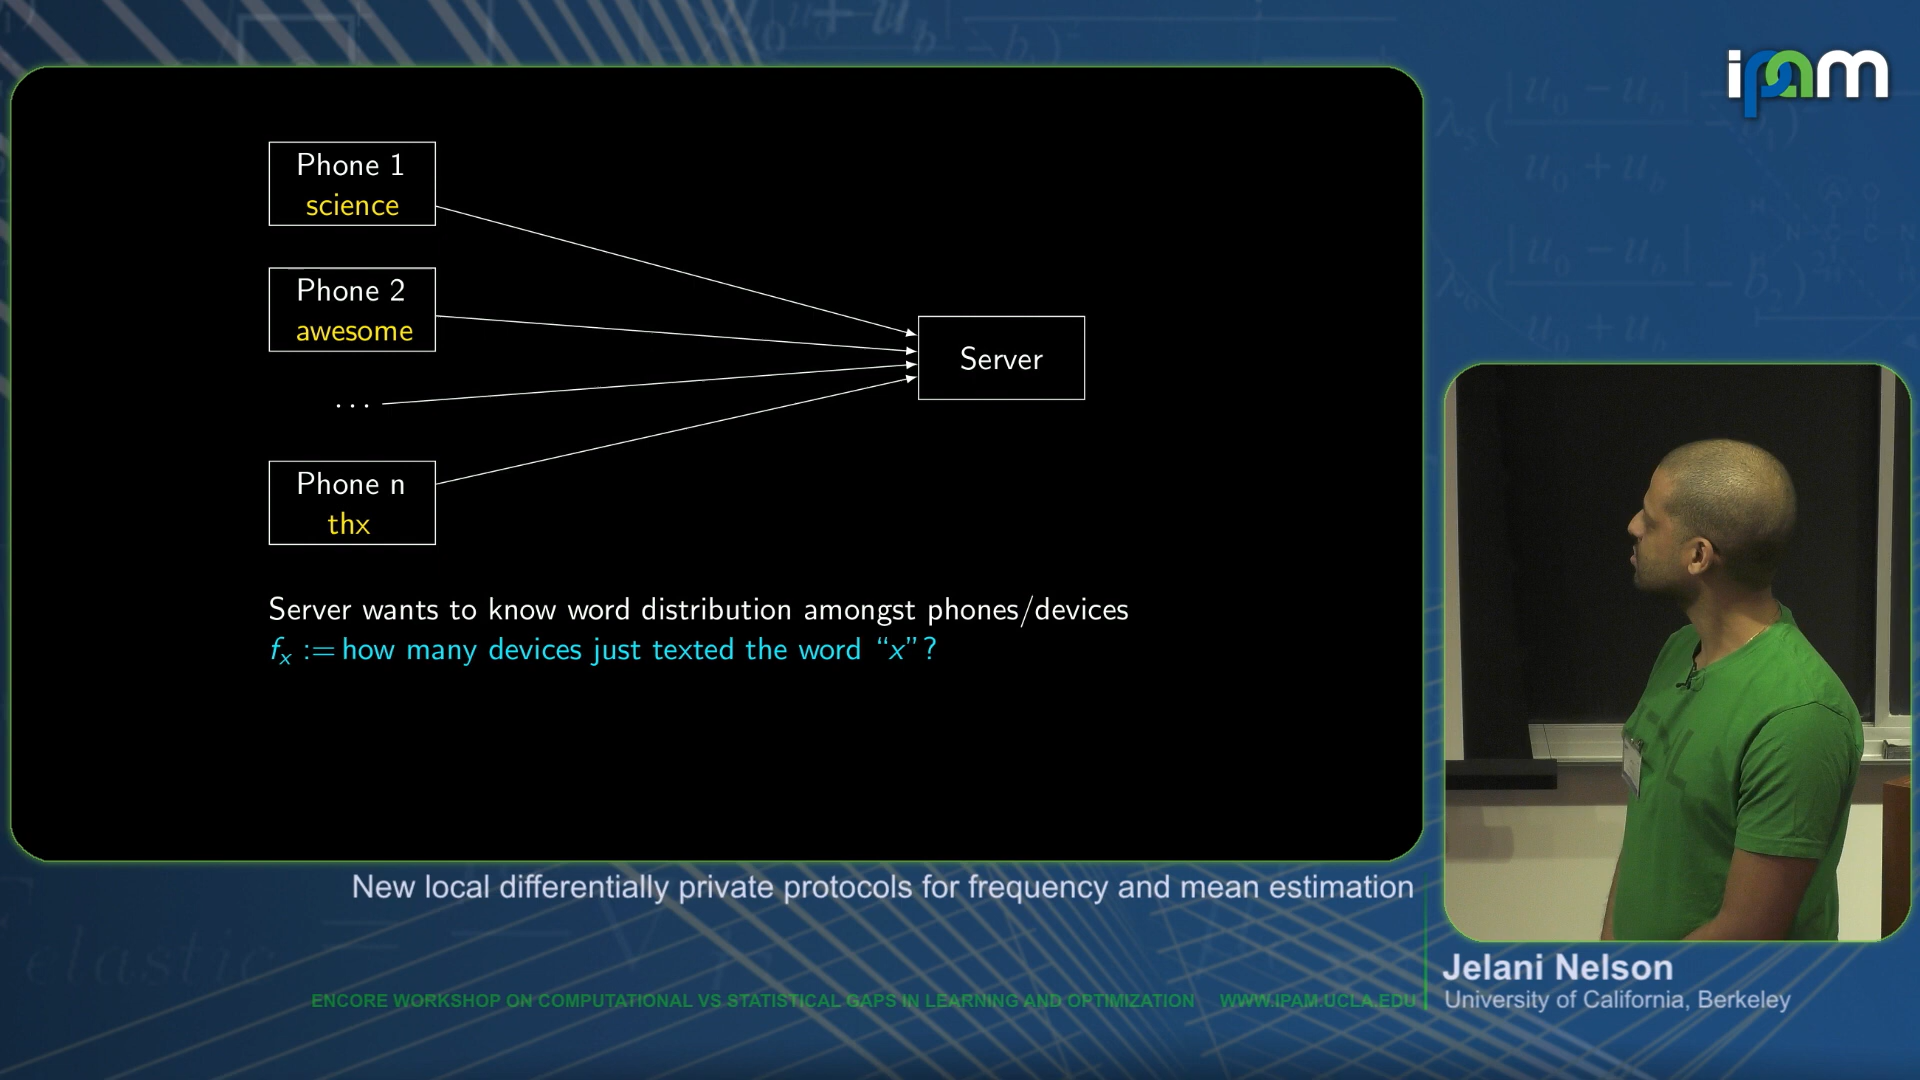 ipam
Phone 1
science
Phone 2
awesome
. . .
Phone n
thx
Server
Server wants to know word distribution amongst phones/devices
fₓ := how many devices just texted the word “x”?
New local differentially private protocols for frequency and mean estimation
Jelani Nelson
University of California, Berkeley
ENCORE WORKSHOP ON COMPUTATIONAL VS STATISTICAL GAPS IN LEARNING AND OPTIMIZATION WWW.IPAM.UCLA.EDU
elastic